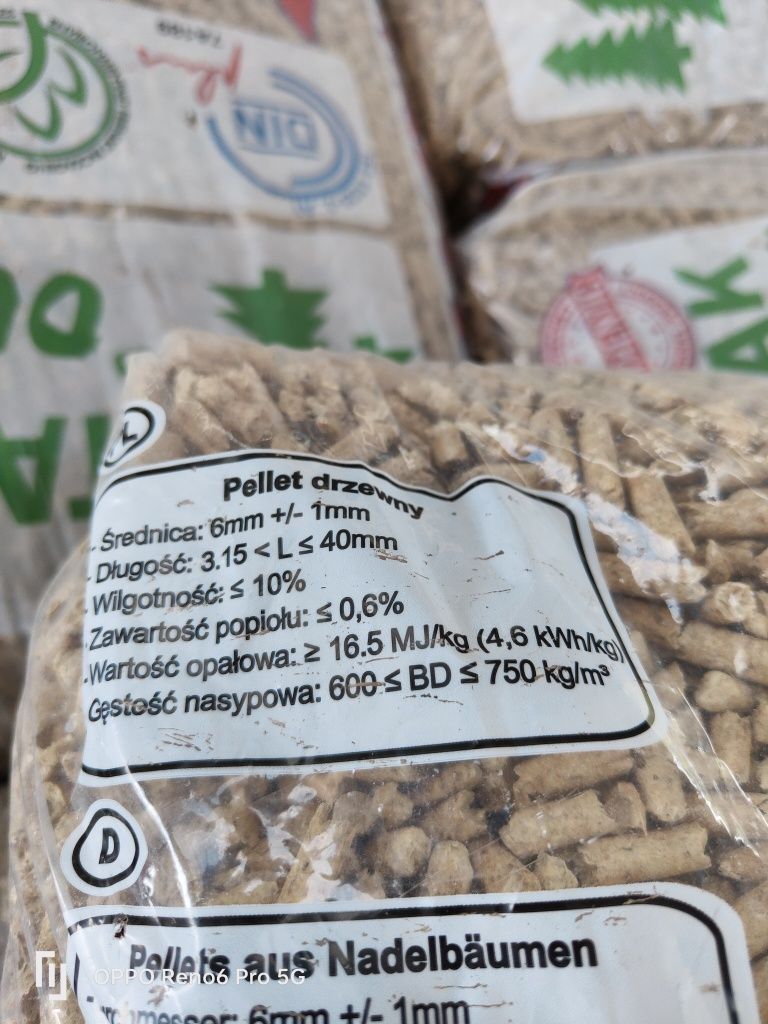 DIN
AK
PL
Pellet drzewny
- Średnica: 6mm +/- 1mm
- Długość: 3.15 < L ≤ 40mm
- Wilgotność: ≤ 10%
- Zawartość popiołu: ≤ 0,6%
- Wartość opałowa: ≥ 16.5 MJ/kg (4,6 kWh/kg)
Gęstość nasypowa: 600 ≤ BD ≤ 750 kg/m³
D
Pellets aus Nadelbäumen
6mm +/- 1mm
OPPO Reno6 Pro 5G